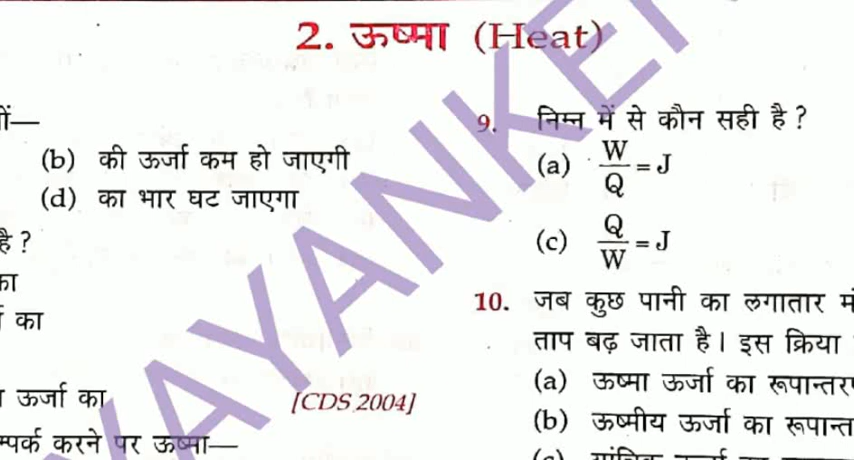 2. ऊष्मा (Heat)
(b) की ऊर्जा कम हो जाएगी
(d) का भार घट जाएगा
है ?
का
का
ऊर्जा का
[CDS 2004]
म्पर्क करने पर ऊष्मा—
9. निम्न में से कौन सही है ?
(a) W/Q = J
(c) Q/W = J
10. जब कुछ पानी का लगातार मं
ताप बढ़ जाता है। इस क्रिया
(a) ऊष्मा ऊर्जा का रूपान्तर
(b) ऊष्मीय ऊर्जा का रूपान्त
YAYANKE